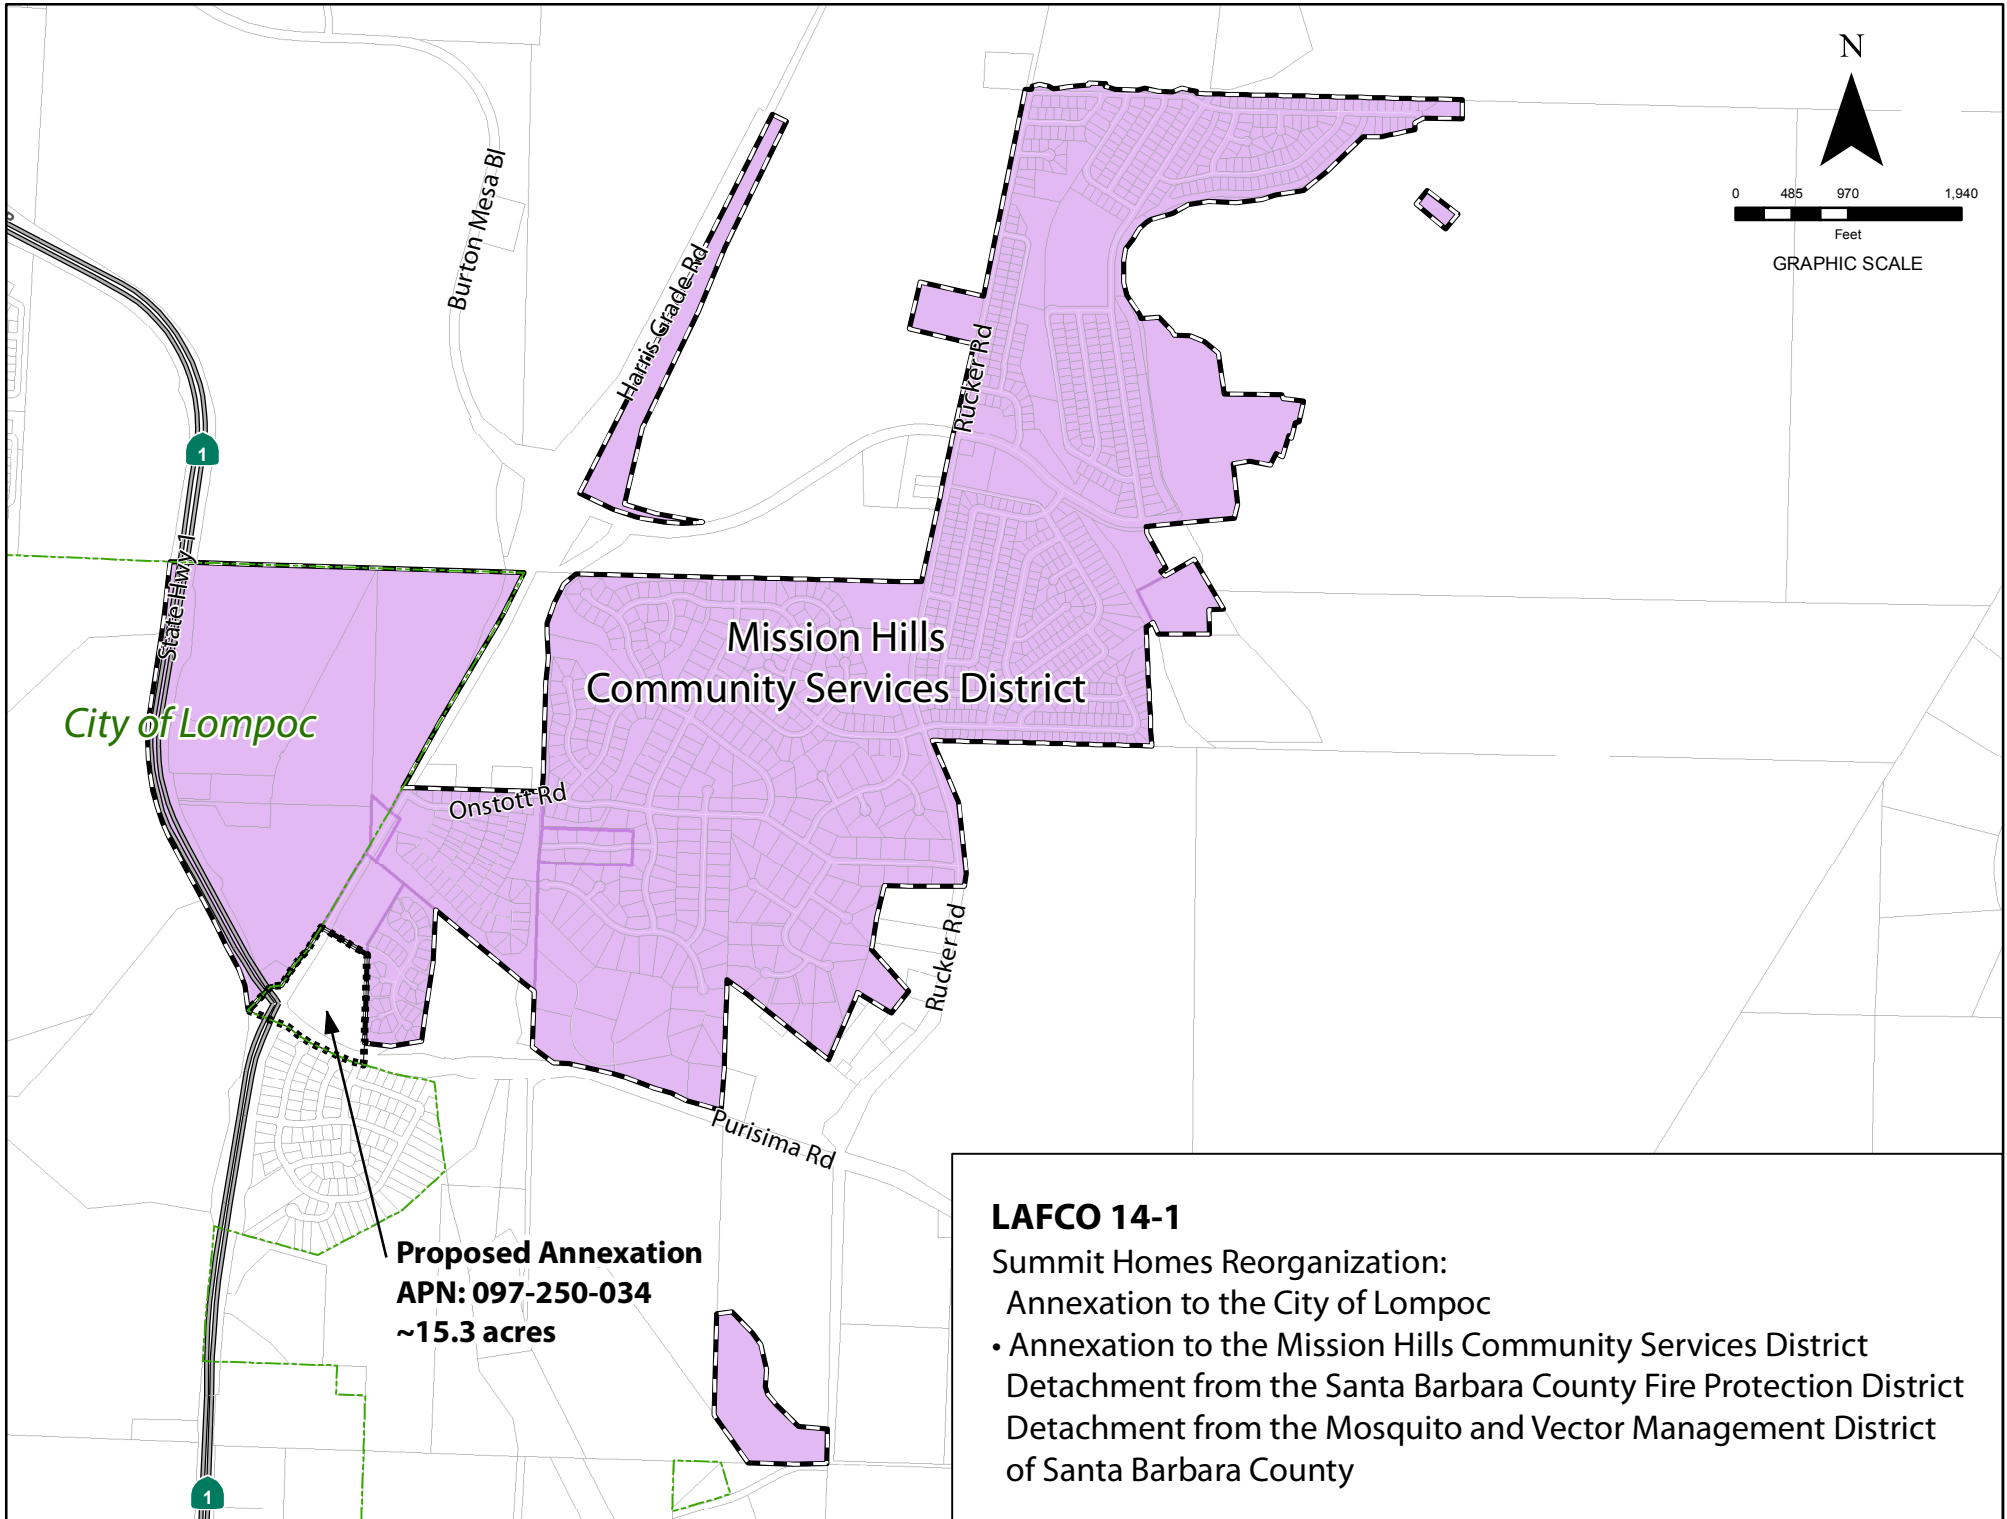 N
0 485 970 1,940
Feet
GRAPHIC SCALE
Burton Mesa Bl
Harris Grade Rd
Rucker Rd
1
State Hwy 1
Mission Hills
Community Services District
City of Lompoc
Onstott Rd
Rucker Rd
Purisima Rd
Proposed Annexation
APN: 097-250-034
~15.3 acres
1
LAFCO 14-1
Summit Homes Reorganization:
Annexation to the City of Lompoc
• Annexation to the Mission Hills Community Services District
Detachment from the Santa Barbara County Fire Protection District
Detachment from the Mosquito and Vector Management District
of Santa Barbara County